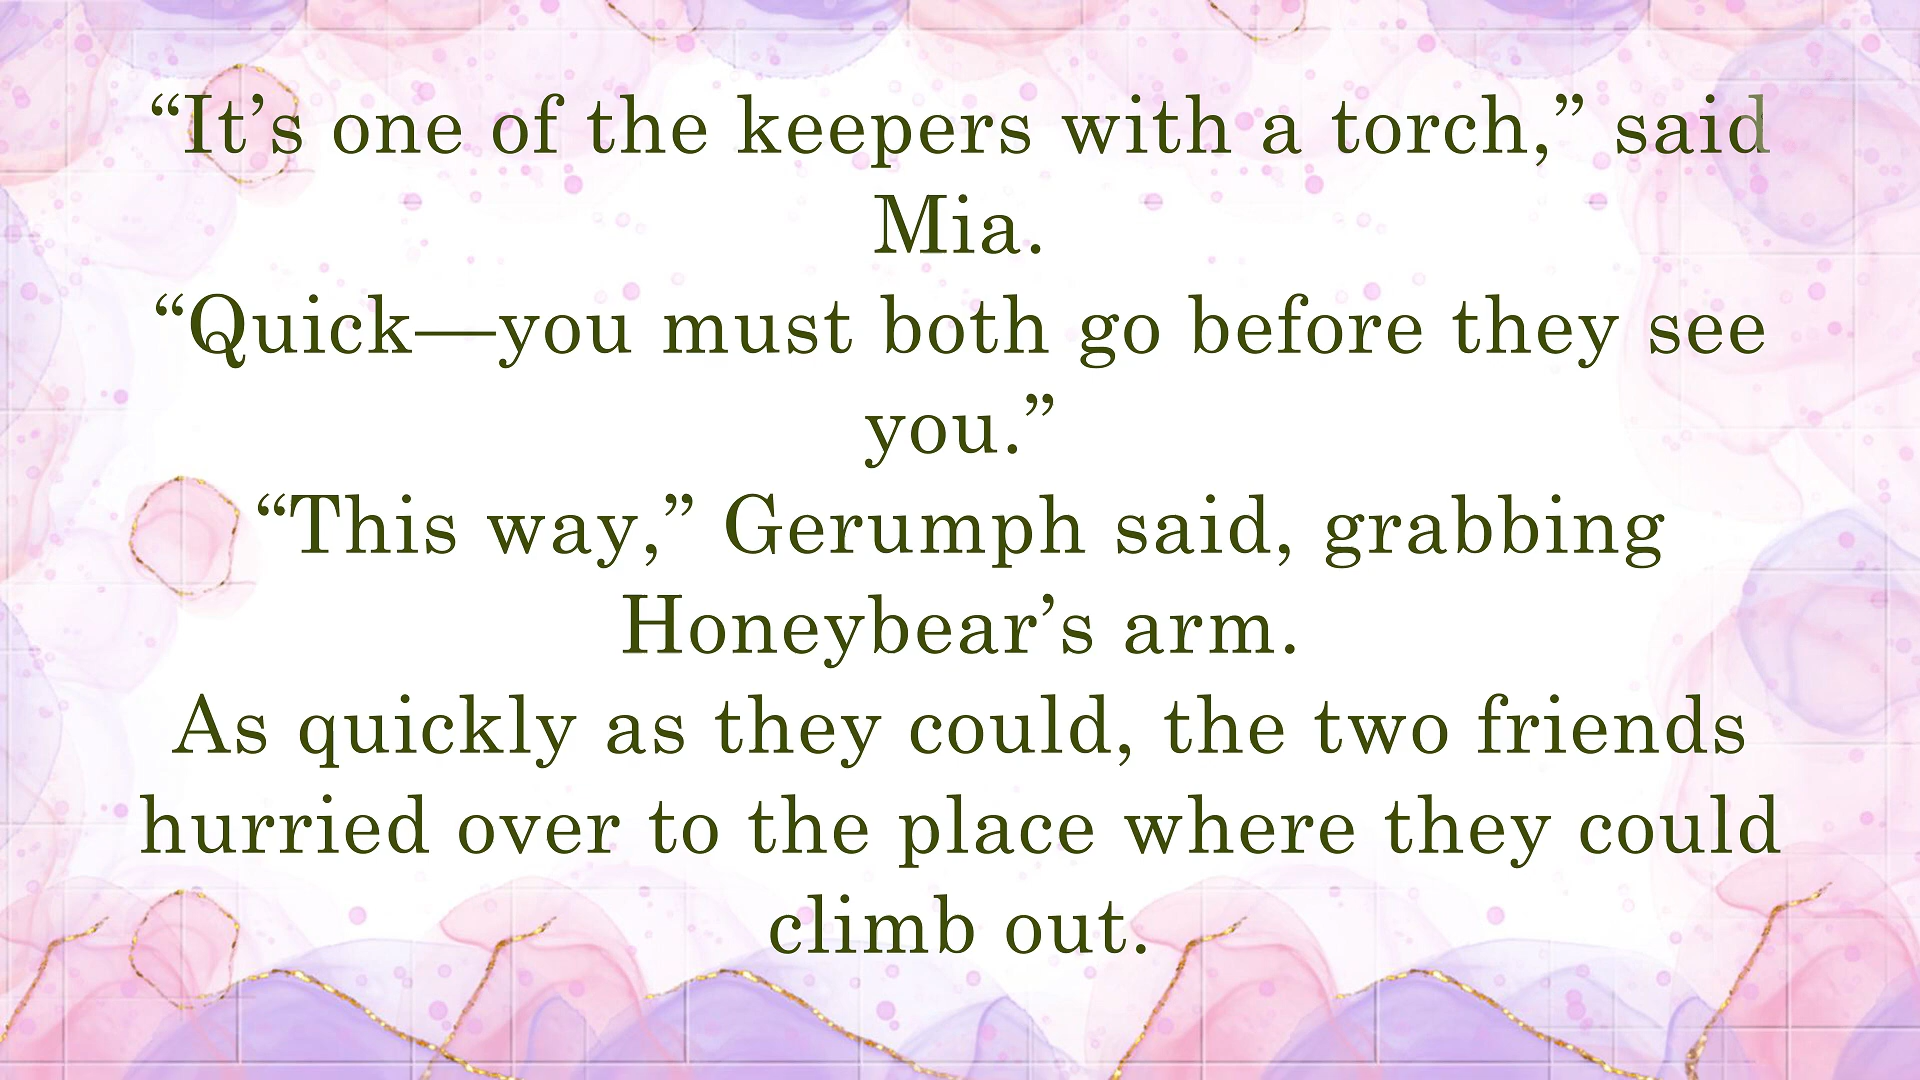 “It’s one of the keepers with a torch,” said
Mia.
“Quick—you must both go before they see
you.”
“This way,” Gerumph said, grabbing
Honeybear’s arm.
As quickly as they could, the two friends
hurried over to the place where they could
climb out.